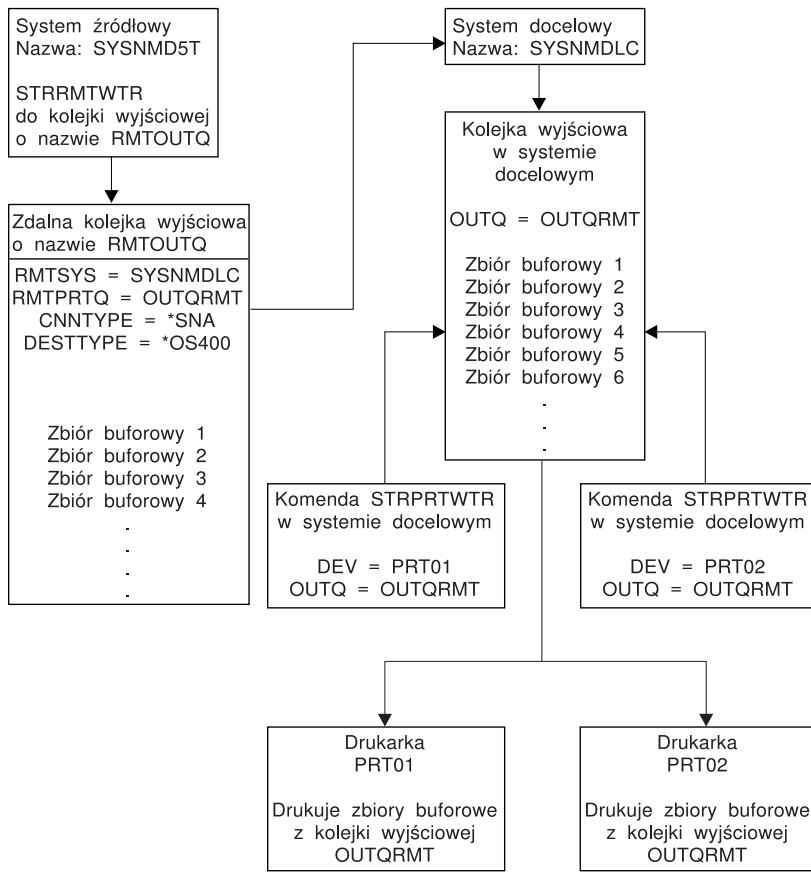 System źródłowy
Nazwa: SYSNMD5T
STRRMTWTR
do kolejki wyjściowej
o nazwie RMTOUTQ
Zdalna kolejka wyjściowa
o nazwie RMTOUTQ
RMTSYS = SYSNMDLC
RMTPRTQ = OUTQRMT
CNNTYPE = *SNA
DESTTYPE = *OS400
Zbiór buforowy 1
Zbiór buforowy 2
Zbiór buforowy 3
Zbiór buforowy 4
.
.
.
.
System docelowy
Nazwa: SYSNMDLC
Kolejka wyjściowa
w systemie
docelowym
OUTQ = OUTQRMT
Zbiór buforowy 1
Zbiór buforowy 2
Zbiór buforowy 3
Zbiór buforowy 4
Zbiór buforowy 5
Zbiór buforowy 6
.
.
.
Komenda STRPRTWTR
w systemie docelowym
DEV = PRT01
OUTQ = OUTQRMT
Komenda STRPRTWTR
w systemie docelowym
DEV = PRT02
OUTQ = OUTQRMT
Drukarka
PRT01
Drukuje zbiory buforowe
z kolejki wyjściowej
OUTQRMT
Drukarka
PRT02
Drukuje zbiory buforowe
z kolejki wyjściowej
OUTQRMT